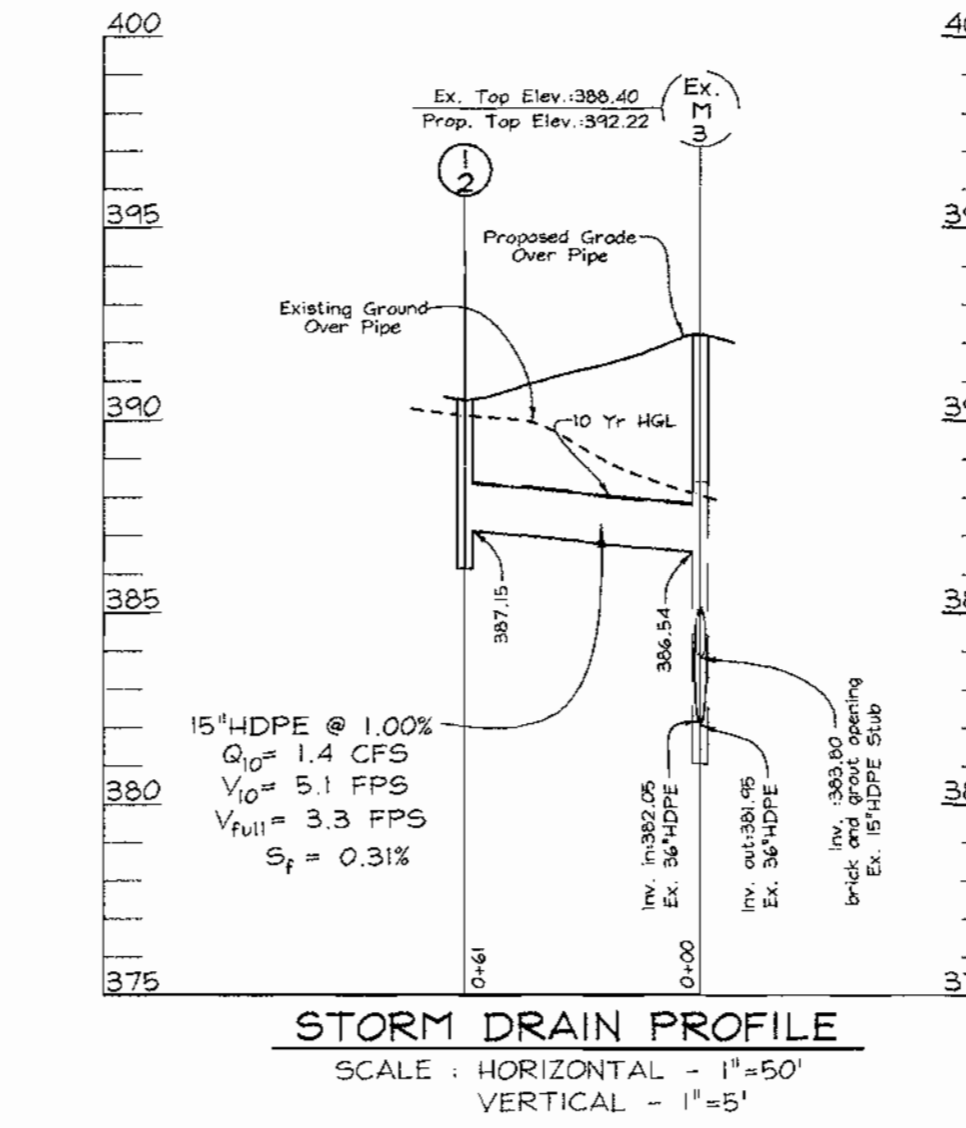 400
Ex. Top Elev.:388.40
Prop. Top Elev.:392.22
Ex.
M
3
1
2
395
Proposed Grade
Over Pipe
Existing Ground
Over Pipe
390
10 Yr HGL
385
387.15
386.54
15"HDPE @ 1.00%
Q10= 1.4 CFS
V10= 5.1 FPS
Vfull= 3.3 FPS
Sf = 0.31%
380
Inv. in:382.05
Ex. 36"HDPE
Inv. out:381.95
Ex. 36"HDPE
Inv. :383.80
brick and grout opening
Ex. 15"HDPE Stub
0+61
0+00
375
STORM DRAIN PROFILE
SCALE : HORIZONTAL - 1"=50'
VERTICAL - 1"=5'